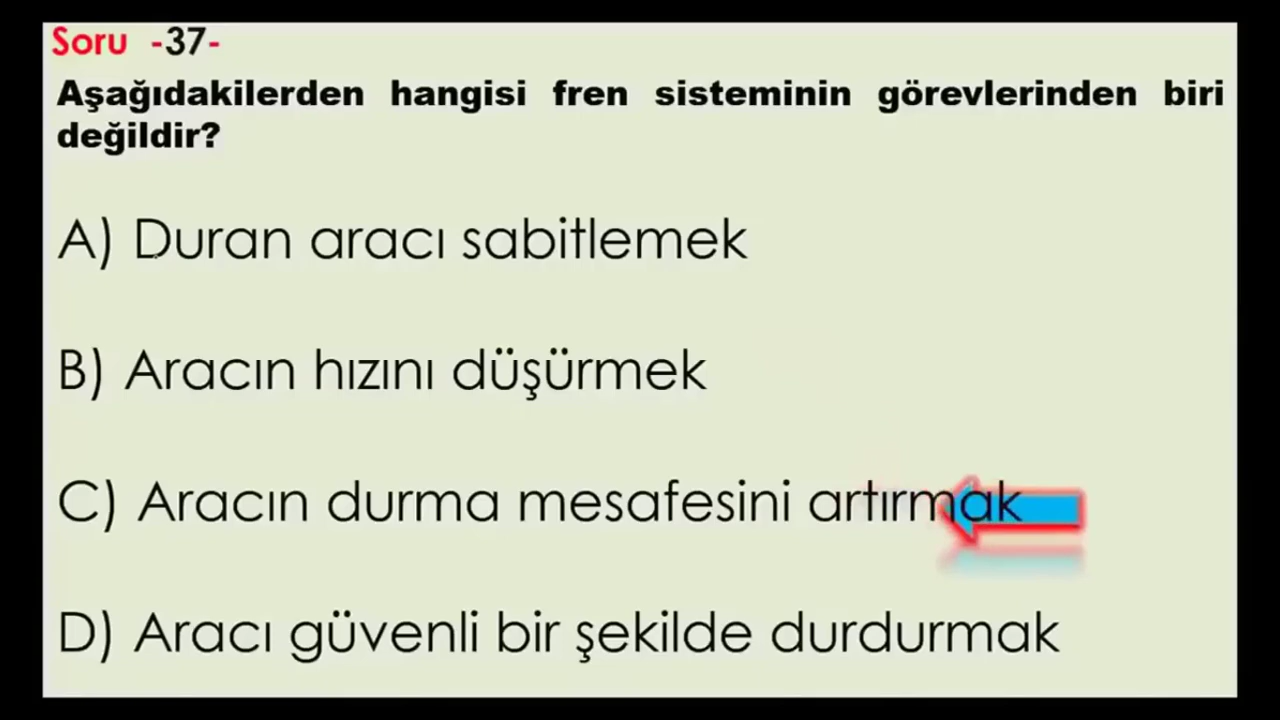 Soru -37-
Aşağıdakilerden hangisi fren sisteminin görevlerinden biri
değildir?
A) Duran aracı sabitlemek
B) Aracın hızını düşürmek
C) Aracın durma mesafesini artırmak
D) Aracı güvenli bir şekilde durdurmak